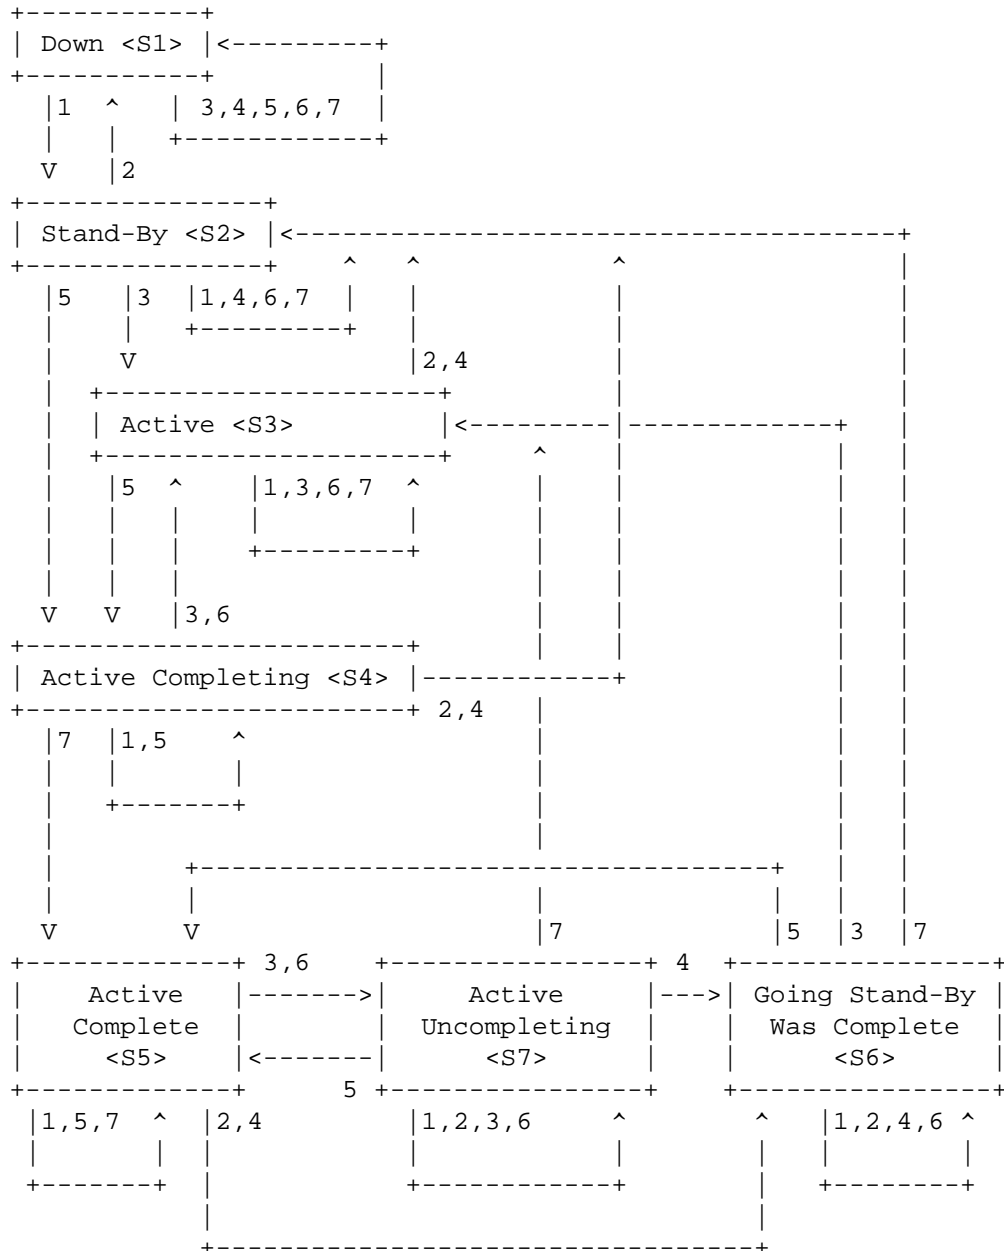 Down <S1>
1 3,4,5,6,7
2
Stand-By <S2>
5 3 1,4,6,7
2,4
Active <S3>
5 1,3,6,7
3,6
Active Completing <S4>
2,4
7 1,5
7 5 3 7
3,6 4
Active Active Going Stand-By
Complete Uncompleting Was Complete
<S5> <S7> <S6>
5
1,5,7 2,4 1,2,3,6 1,2,4,6